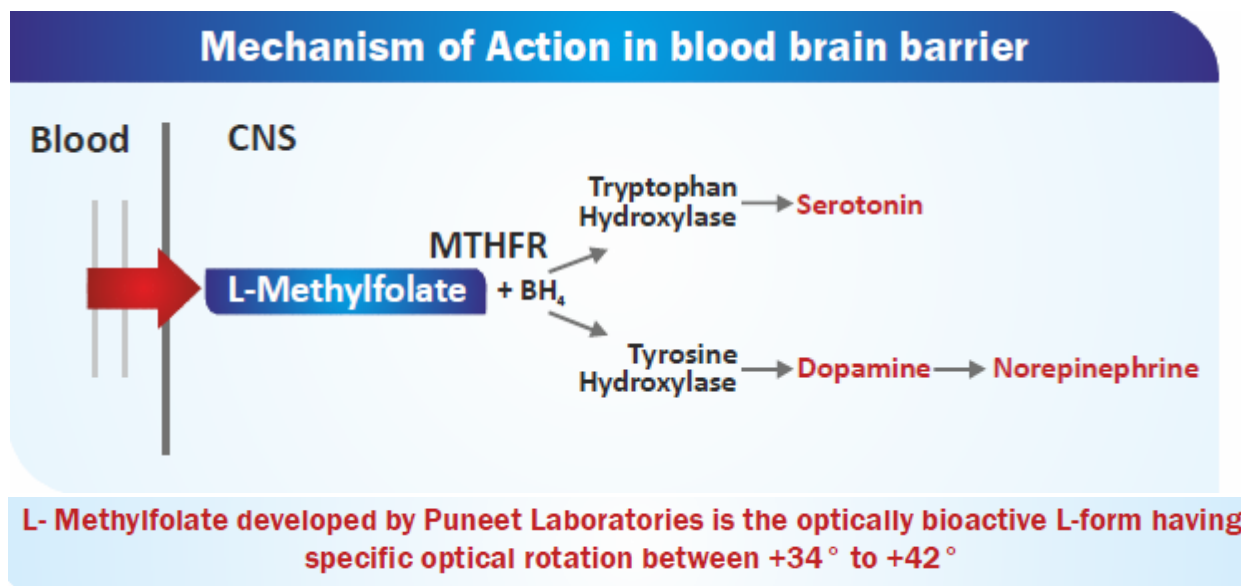 Mechanism of Action in blood brain barrier
Blood
CNS
Tryptophan
Hydroxylase
Serotonin
MTHFR
L-Methylfolate
+ BH₄
Tyrosine
Hydroxylase
Dopamine
Norepinephrine
L- Methylfolate developed by Puneet Laboratories is the optically bioactive L-form having
specific optical rotation between +34° to +42°